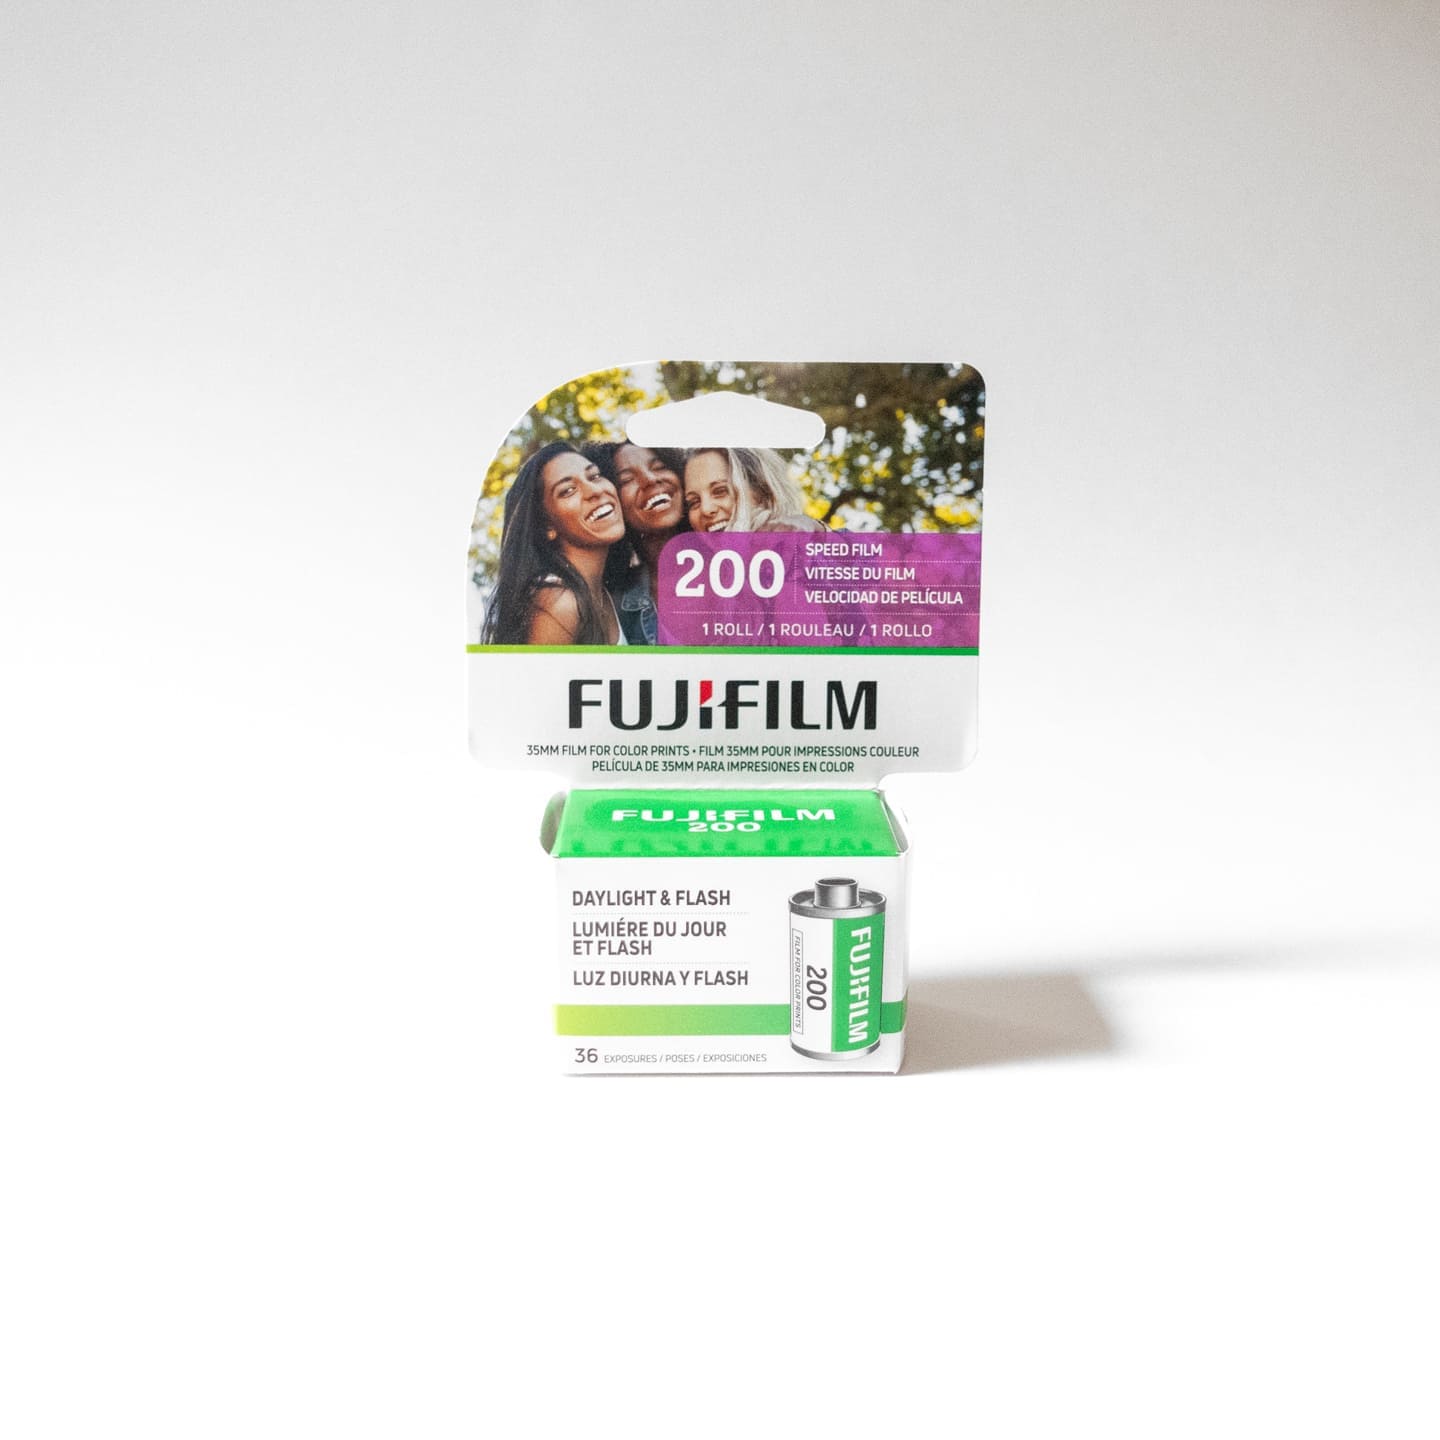 200
SPEED FILM
VITESSE DU FILM
VELOCIDAD DE PELÍCULA
1 ROLL / 1 ROULEAU / 1 ROLLO
FUJIFILM
35MM FILM FOR COLOR PRINTS • FILM 35MM POUR IMPRESSIONS COULEUR
PELÍCULA DE 35MM PARA IMPRESIONES EN COLOR
FUJIFILM
200
DAYLIGHT & FLASH
LUMIÉRE DU JOUR
ET FLASH
LUZ DIURNA Y FLASH
36 EXPOSURES / POSES / EXPOSICIONES
FUJIFILM
200
FILM FOR COLOR PRINTS